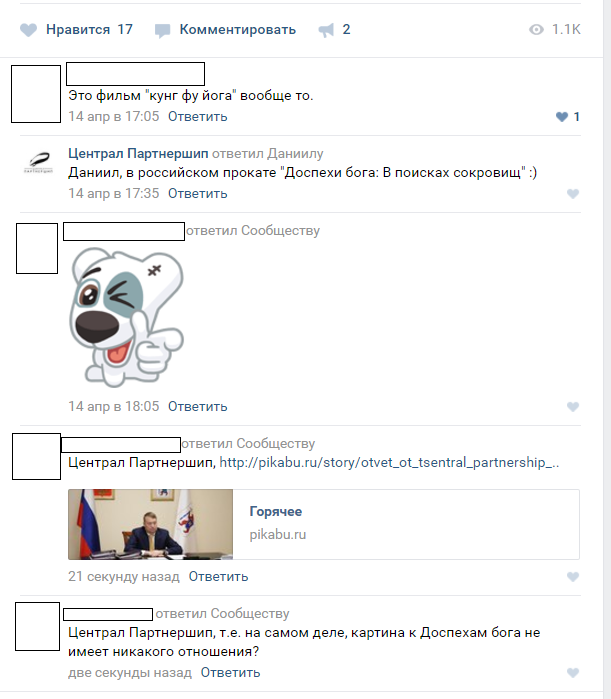 Нравится 17 Комментировать 2 1.1K
Это фильм "кунг фу йога" вообще то.
14 апр в 17:05 Ответить 1
Централ Партнершип ответил Даниилу
Даниил, в российском прокате "Доспехи бога: В поисках сокровищ" :)
14 апр в 17:35 Ответить
ответил Сообществу
14 апр в 18:05 Ответить
ответил Сообществу
Централ Партнершип, http://pikabu.ru/story/otvet_ot_tsentral_partnership_..
Горячее
pikabu.ru
21 секунду назад Ответить
ответил Сообществу
Централ Партнершип, т.е. на самом деле, картина к Доспехам бога не
имеет никакого отношения?
две секунды назад Ответить